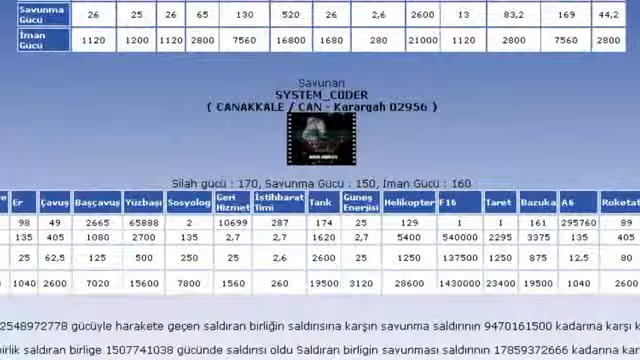 Savunma Gücü 26 25 26 65 130 520 26 2,6 2600 13 83,2 169 44,2
İman Gücü 1120 1200 1120 2800 7560 16800 1680 280 21000 1120 2800 7560 2800
Savunan
SYSTEM_CODER
( CANAKKALE / CAN - Karargah 02956 )
Silah gücü : 170, Savunma Gücü : 150, İman Gücü : 160
Er Çavuş Başçavuş Yüzbaşı Sosyolog Geri Hizmet İstihbarat Timi Tank Güneş Enerjisi Helikopter F16 Taret Bazuka A6 Roketat
98 49 2665 65888 2 10699 287 174 25 129 1 1 161 295760 89
135 405 1080 2700 135 2,7 2,7 1620 2,7 5400 540000 2295 3375 135 405
25 62,5 125 500 250 25 2,6 2600 25 1250 137500 1250 875 12,5 80
1040 2600 7020 15600 7800 1560 260 19500 3120 28600 1430000 23400 19500 1040 2600
2548972778 gücüyle harakete geçen saldıran birliğin saldırısına karşın savunma saldırının 9470161500 kadarına karşı k
birlik saldıran birlige 1507741038 gücünde saldırısı oldu Saldıran birligin savunması saldırının 17859372666 kadarına ka